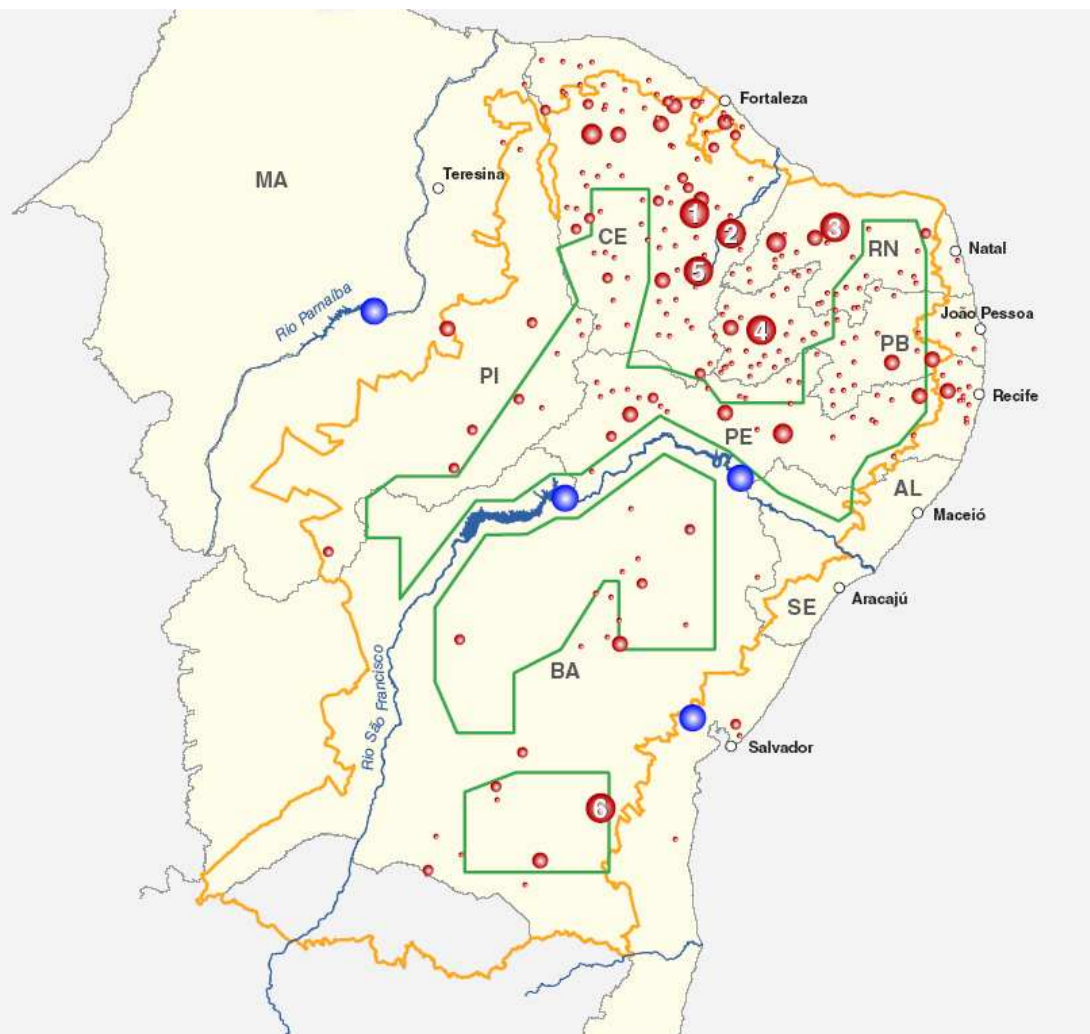 Fortaleza
MA
Teresina
1
2
3
CE
RN
Natal
5
Rio Parnaíba
João Pessoa
4
PB
PI
Recife
PE
AL
Maceió
SE
Aracajú
BA
Rio São Francisco
Salvador
6